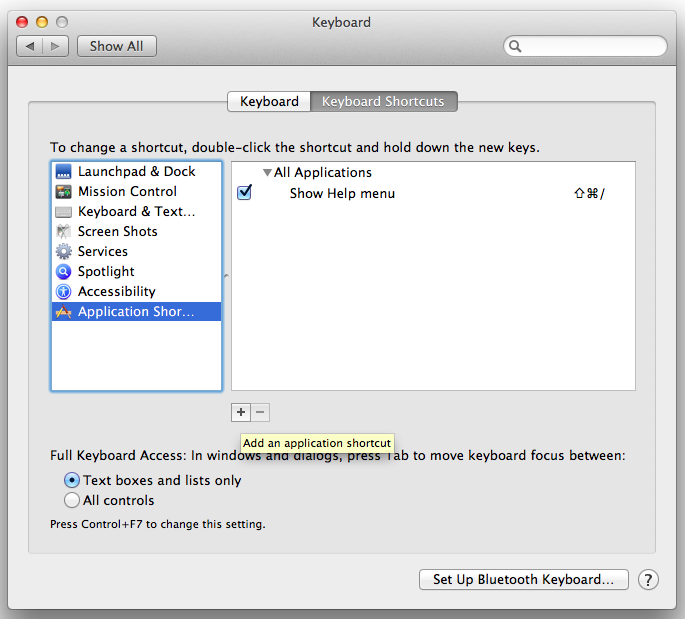 Keyboard
Show All
Keyboard
Keyboard Shortcuts
To change a shortcut, double-click the shortcut and hold down the new keys.
Launchpad & Dock
Mission Control
Keyboard & Text...
Screen Shots
Services
Spotlight
Accessibility
Application Shor...
All Applications
Show Help menu ⇧⌘/
+ −
Add an application shortcut
Full Keyboard Access: In windows and dialogs, press Tab to move keyboard focus between:
Text boxes and lists only
All controls
Press Control+F7 to change this setting.
Set Up Bluetooth Keyboard...
?